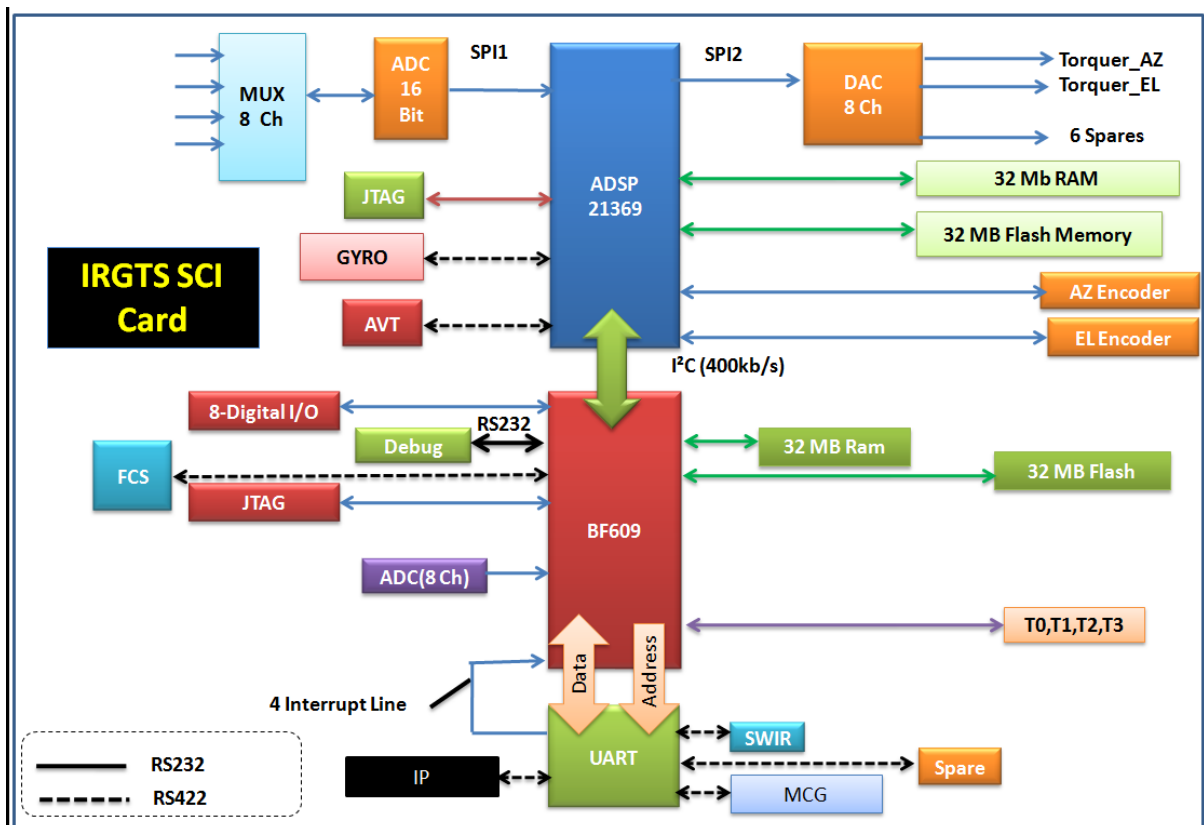 MUX
8 Ch
ADC
16
Bit
SPI1
ADSP
21369
SPI2
DAC
8 Ch
Torquer_AZ
Torquer_EL
6 Spares
32 Mb RAM
32 MB Flash Memory
JTAG
GYRO
AVT
IRGTS SCI
Card
AZ Encoder
EL Encoder
I²C (400kb/s)
8-Digital I/O
RS232
Debug
FCS
JTAG
BF609
ADC(8 Ch)
32 MB Ram
32 MB Flash
T0,T1,T2,T3
Data
Address
4 Interrupt Line
UART
IP
SWIR
Spare
MCG
RS232
RS422